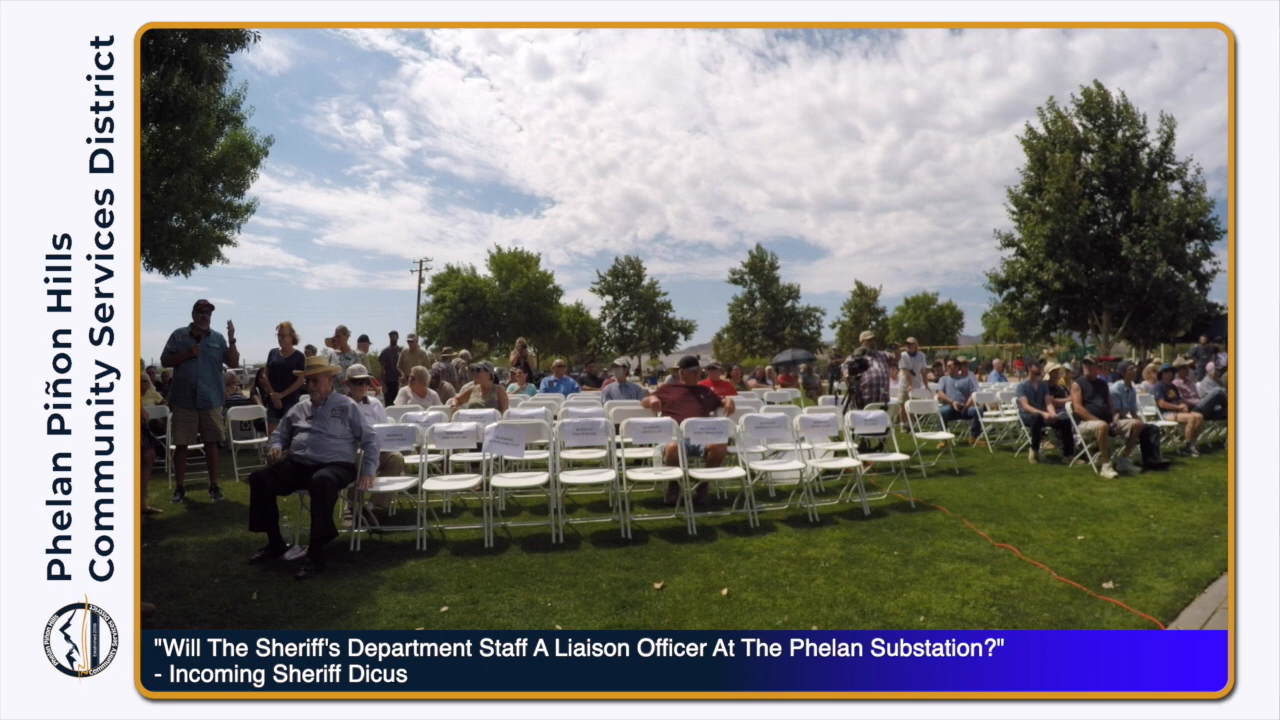 Phelan Piñon Hills
Community Services District
"Will The Sheriff's Department Staff A Liaison Officer At The Phelan Substation?"
- Incoming Sheriff Dicus